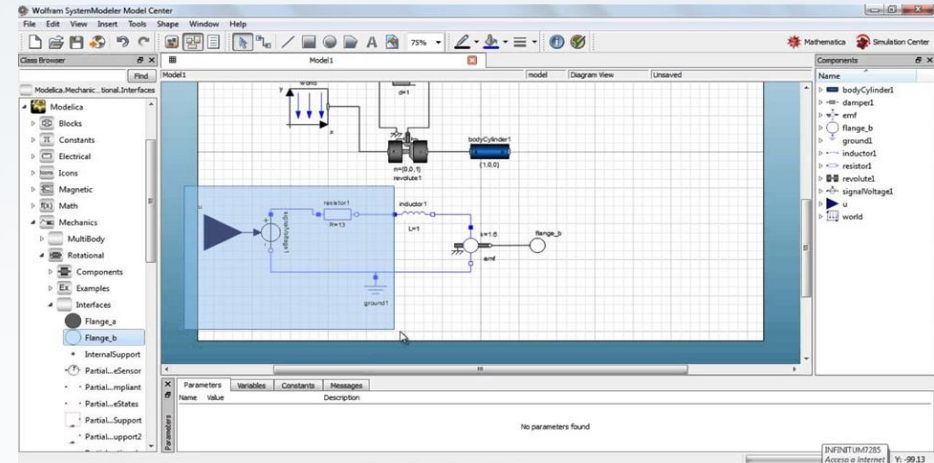 Wolfram SystemModeler Model Center
File Edit View Insert Tools Shape Window Help
75%
Mathematica Simulation Center
Class Browser
Model1
Components
Find
Model1
model Diagram View Unsaved
Name
Modelica.Mechanic...tional.Interfaces
Modelica
Blocks
Constants
Electrical
Icons
Magnetic
Math
Mechanics
MultiBody
Rotational
Components
Examples
Interfaces
Flange_a
Flange_b
InternalSupport
Partial...eSensor
Partial...mpliant
Partial...eStates
Partial...Support
Partial...upport2
world
y
x
d=1
n={0,0,1}
revolute1
bodyCylinder1
{1,0,0}
u
signalVoltage1
resistor1
R=13
inductor1
L=1
ground1
emf
flange_b
bodyCylinder1
damper1
emf
flange_b
ground1
inductor1
resistor1
revolute1
signalVoltage1
u
world
Parameters Variables Constants Messages
Name Value Description
Parameters
No parameters found
INFINITUM7285
Acceso a Internet
Y: -99.13